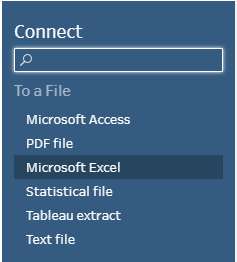 Connect
To a File
Microsoft Access
PDF file
Microsoft Excel
Statistical file
Tableau extract
Text file